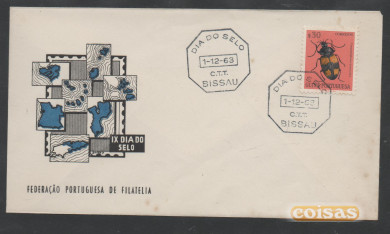 DIA DO SELO
1-12-63
C.T.T.
BISSAU
$30
DIA DO SELO
1-12-63
C.T.T.
BISSAU
IX DIA DO
SELO
FEDERAÇÃO PORTUGUESA DE FILATELIA
coisas